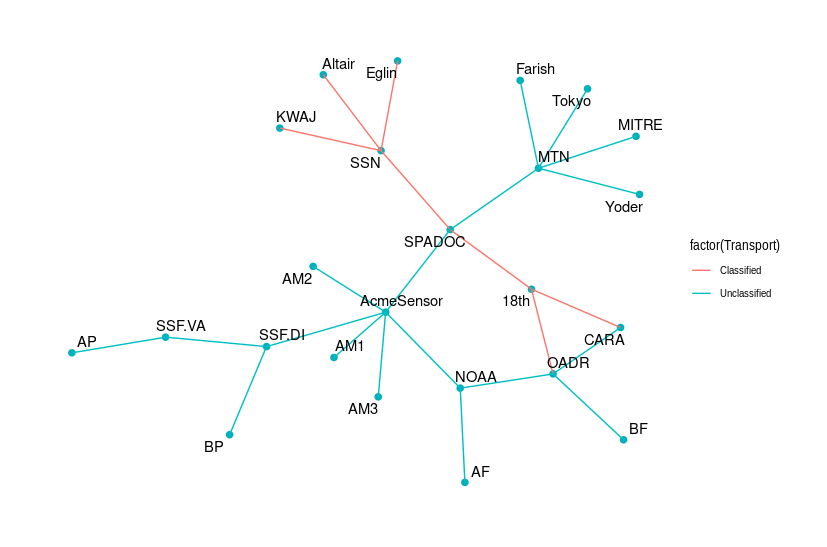 Altair
Eglin
Farish
Tokyo
KWAJ
MITRE
SSN
MTN
Yoder
SPADOC
factor(Transport)
Classified
Unclassified
AM2
AcmeSensor
18th
SSF.VA
AP
SSF.DI
AM1
CARA
OADR
NOAA
AM3
BF
BP
AF